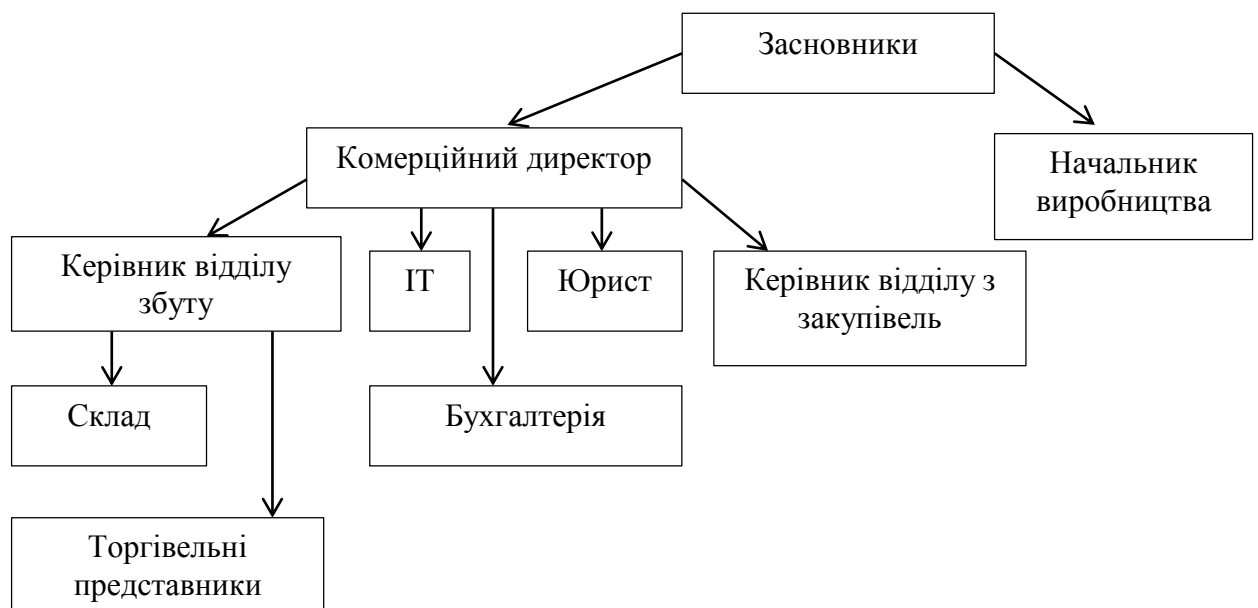 Засновники
Комерційний директор
Начальник
виробництва
Керівник відділу
збуту
ІТ
Юрист
Керівник відділу з
закупівель
Склад
Бухгалтерія
Торгівельні
представники